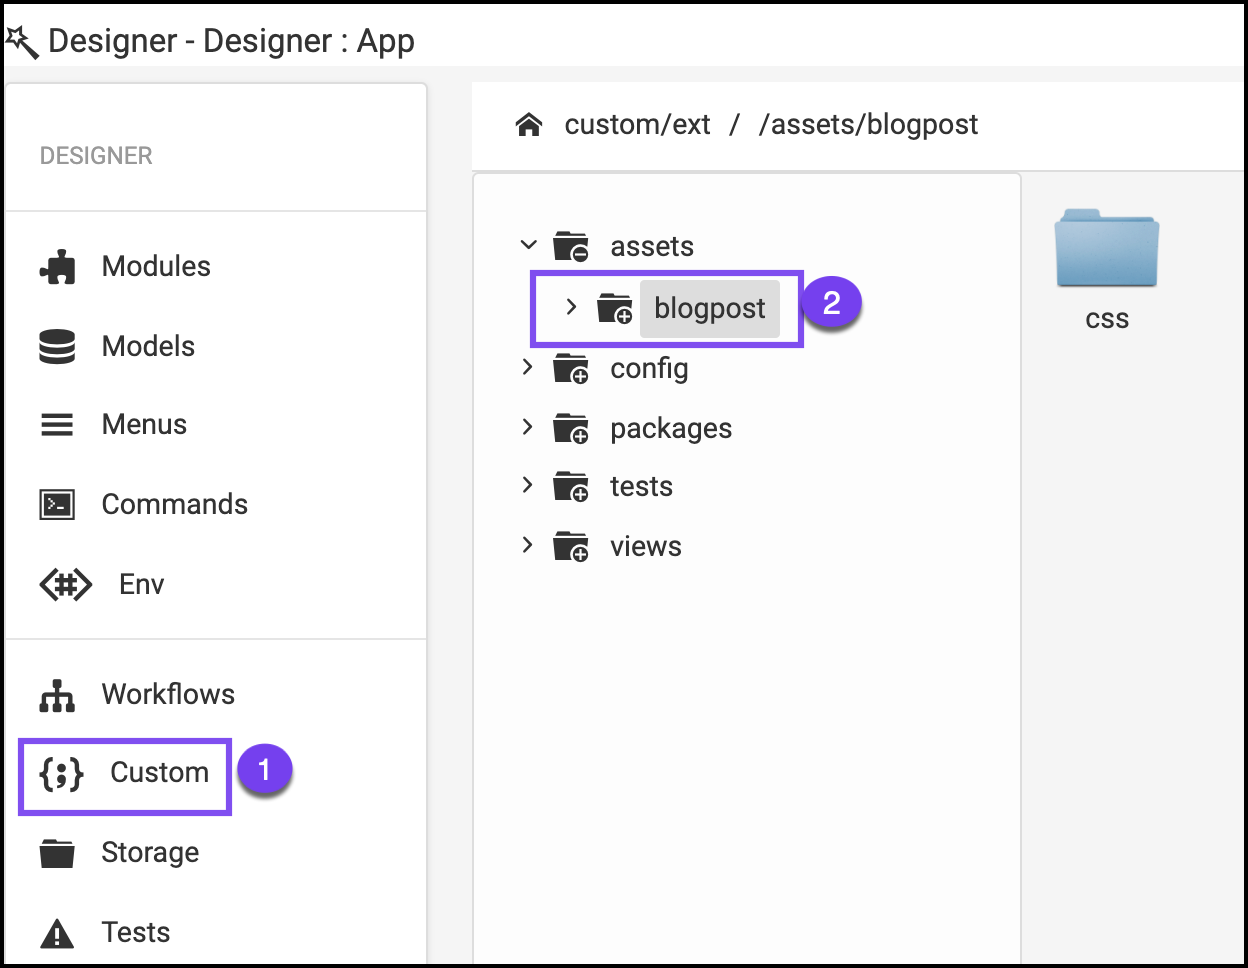 Designer - Designer : App
DESIGNER
Modules
Models
Menus
Commands
Env
Workflows
Custom
1
Storage
Tests
custom/ext / /assets/blogpost
assets
blogpost
2
config
packages
tests
views
css